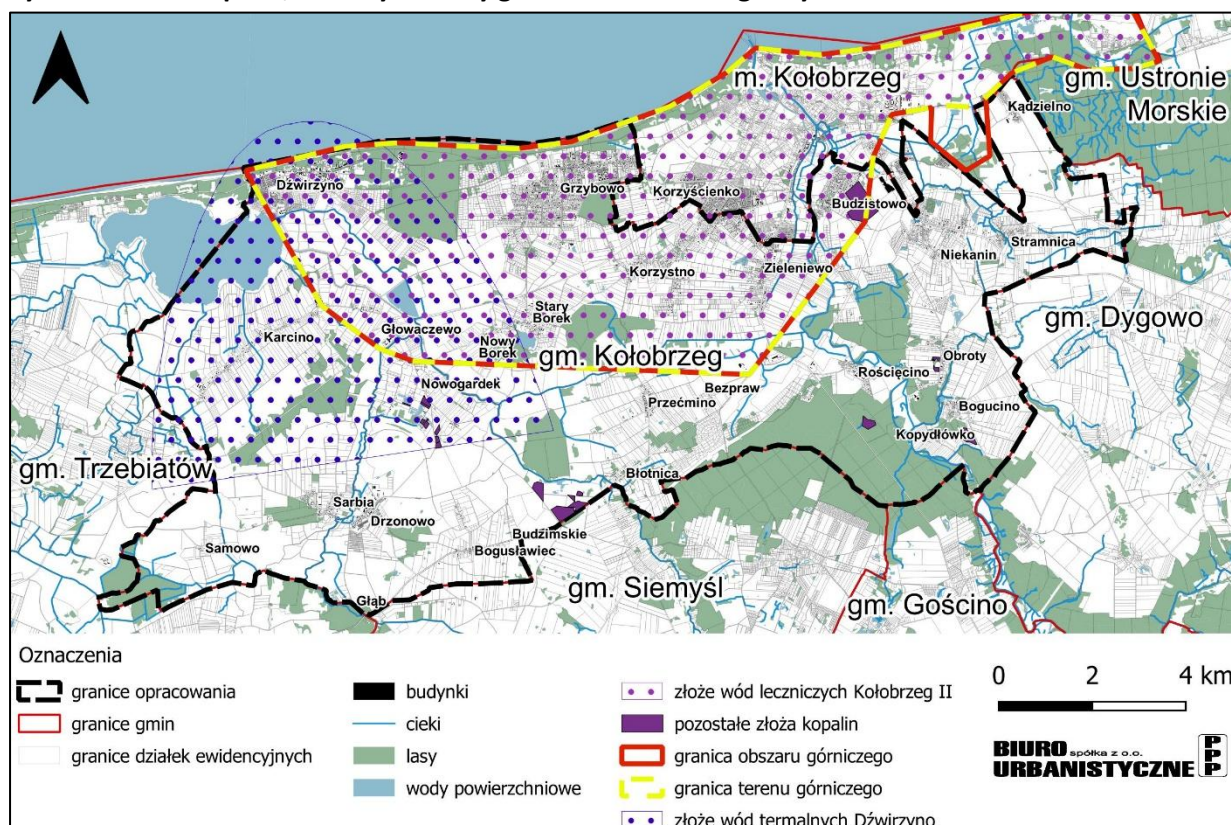 m. Kołobrzeg
gm. Ustronie
Morskie
Kądzielno
Dźwirzyno
Grzybowo
Korzyścienko
Budzistowo
Stramnica
Niekanin
Korzystno
Zieleniewo
gm. Dygowo
Karcino
Głowaczewo
Stary
Borek
Nowy
Borek
gm. Kołobrzeg
Nowogardek
Bezpraw
Przećmino
Rościęcino
Obroty
Bogucino
Kopydłówko
gm. Trzebiatów
Błotnica
Sarbia
Drzonowo
Budzimskie
Samowo
Bogusławiec
gm. Siemyśl
Głąb
gm. Gościno
Oznaczenia
granice opracowania
granice gmin
granice działek ewidencyjnych
budynki
cieki
lasy
wody powierzchniowe
złoże wód leczniczych Kołobrzeg II
pozostałe złoża kopalin
granica obszaru górniczego
granica terenu górniczego
złoże wód termalnych Dźwirzyno
0 2 4 km
BIURO spółka z o.o.
URBANISTYCZNE PPP